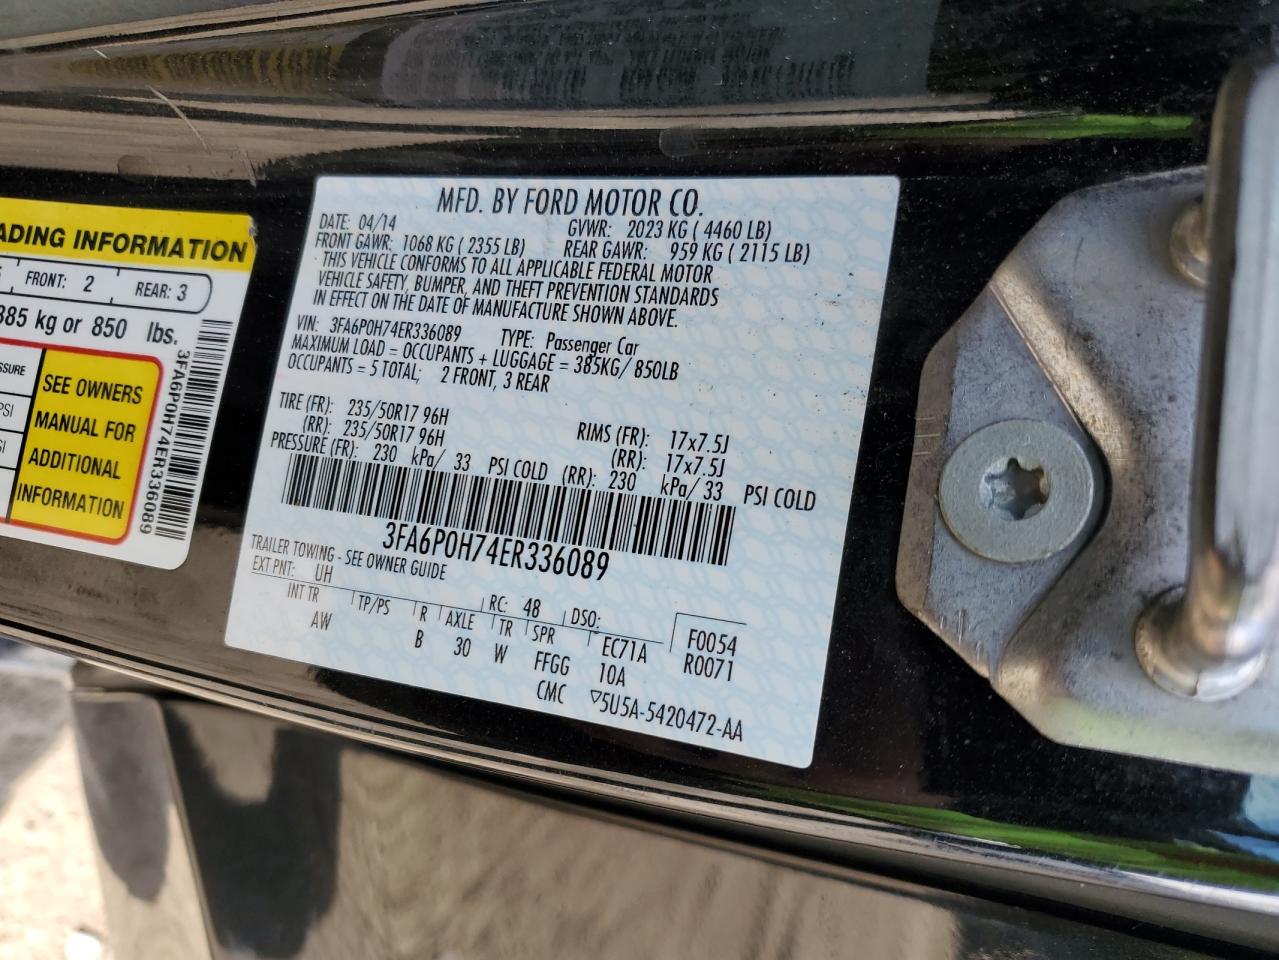 ADING INFORMATION
FRONT: 2 REAR: 3
385 kg or 850 lbs.
SSURE
PSI
SI
SEE OWNERS
MANUAL FOR
ADDITIONAL
INFORMATION
3FA6P0H74ER336089
MFD. BY FORD MOTOR CO.
DATE: 04/14 GVWR: 2023 KG ( 4460 LB)
FRONT GAWR: 1068 KG ( 2355 LB) REAR GAWR: 959 KG ( 2115 LB)
THIS VEHICLE CONFORMS TO ALL APPLICABLE FEDERAL MOTOR
VEHICLE SAFETY, BUMPER, AND THEFT PREVENTION STANDARDS
IN EFFECT ON THE DATE OF MANUFACTURE SHOWN ABOVE.
VIN: 3FA6P0H74ER336089 TYPE: Passenger Car
MAXIMUM LOAD = OCCUPANTS + LUGGAGE = 385KG/ 850LB
OCCUPANTS = 5 TOTAL; 2 FRONT, 3 REAR
TIRE (FR): 235/50R17 96H RIMS (FR): 17x7.5J
(RR): 235/50R17 96H (RR): 17x7.5J
PRESSURE (FR): 230 kPa/ 33 PSI COLD (RR): 230 kPa/ 33 PSI COLD
3FA6P0H74ER336089
TRAILER TOWING - SEE OWNER GUIDE
EXT PNT: UH RC: 48 DSO: F0054
INT TR TP/PS R AXLE TR SPR EC71A R0071
AW B 30 W FFGG 10A
CMC ▽5U5A-5420472-AA